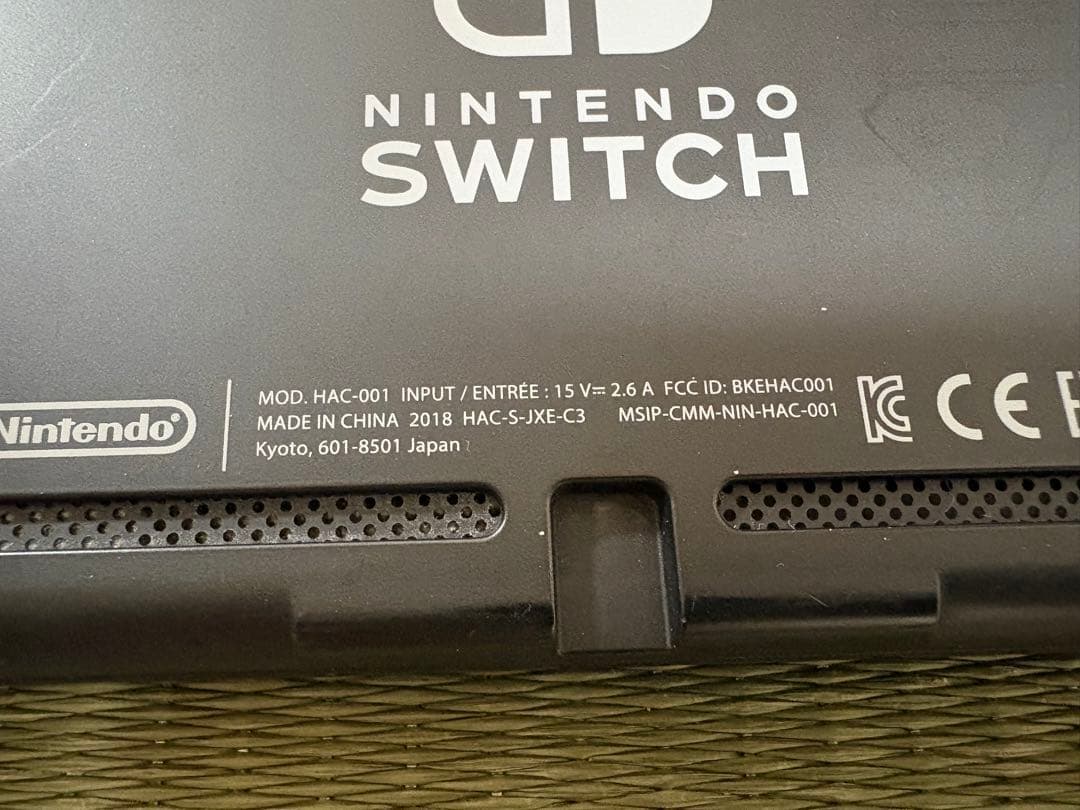 NINTENDO
SWITCH
Nintendo®
MOD. HAC-001 INPUT / ENTRÉE : 15 V⎓ 2.6 A FCC ID: BKEHAC001
MADE IN CHINA 2018 HAC-S-JXE-C3 MSIP-CMM-NIN-HAC-001
Kyoto, 601-8501 Japan
CE